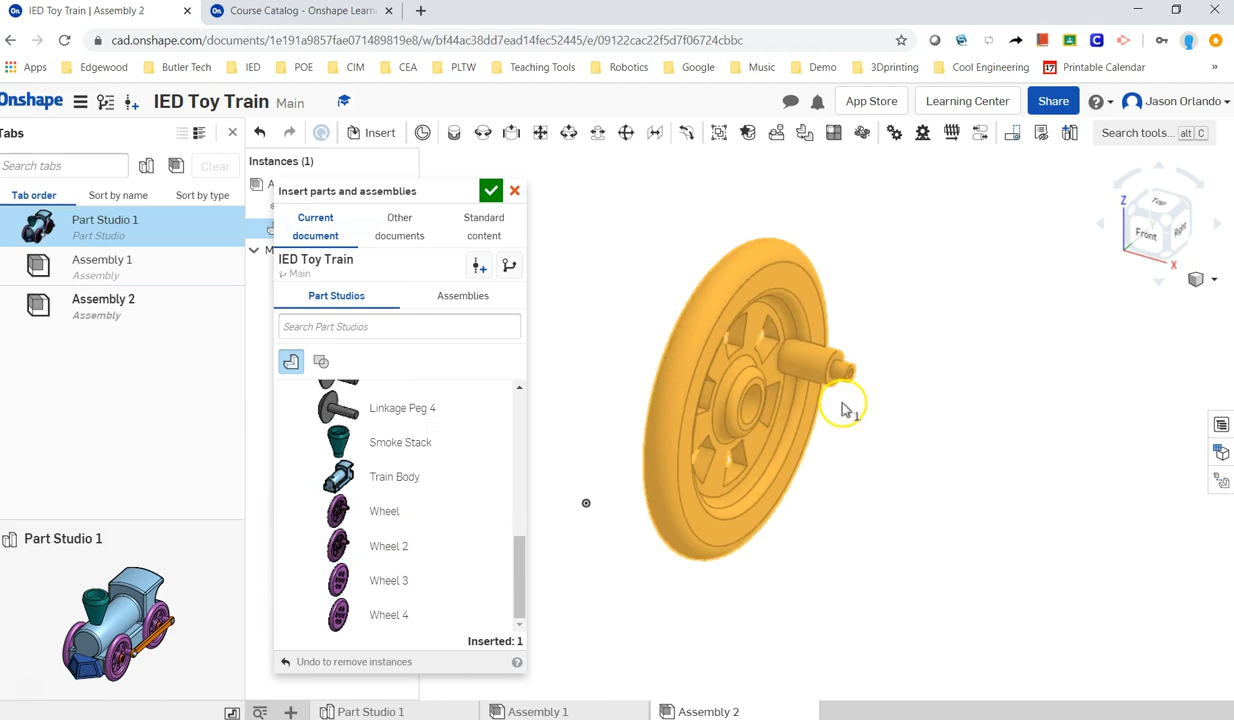 IED Toy Train | Assembly 2
Course Catalog - Onshape Learn
cad.onshape.com/documents/1e191a9857fae071489819e8/w/bf44ac38dd7ead14fec52445/e/09122cac22f5d7f06724cbbc
Apps Edgewood Butler Tech IED POE CIM CEA PLTW Teaching Tools Robotics Google Music Demo 3Dprinting Cool Engineering 17 Printable Calendar »
Onshape IED Toy Train Main App Store Learning Center Share Jason Orlando
Tabs
Insert
Search tools... alt C
Search tabs
Clear
Instances (1)
Tab order Sort by name Sort by type
Insert parts and assemblies
Part Studio 1
Part Studio
Current document
Other documents
Standard content
Assembly 1
Assembly
IED Toy Train
Main
Assembly 2
Assembly
Part Studios Assemblies
Search Part Studios
Linkage Peg 4
Smoke Stack
Train Body
Wheel
Wheel 2
Wheel 3
Wheel 4
Inserted: 1
Undo to remove instances
Part Studio 1
Z
X
Top
Front
Right
1
Part Studio 1 Assembly 1 Assembly 2